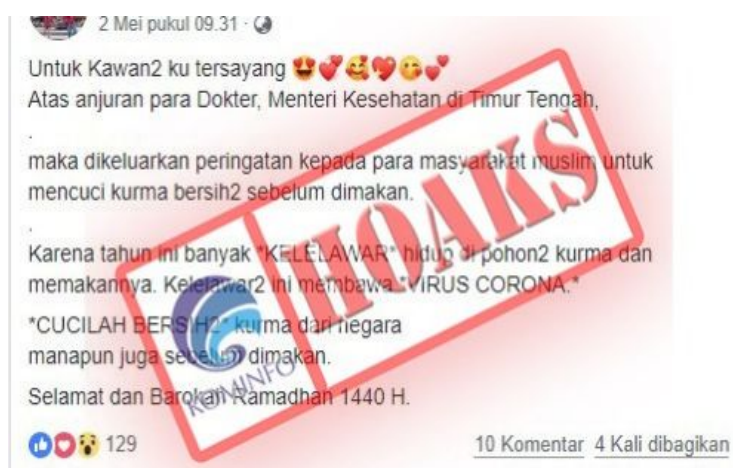 2 Mei pukul 09.31 ·
Untuk Kawan2 ku tersayang 😍💕🥰💖😋💕
Atas anjuran para Dokter, Menteri Kesehatan di Timur Tengah,
.
maka dikeluarkan peringatan kepada para masyarakat muslim untuk
mencuci kurma bersih2 sebelum dimakan.
.
Karena tahun ini banyak *KELELAWAR* hidup di pohon2 kurma dan
memakannya. Kelelawar2 ini membawa *VIRUS CORONA.*
*CUCILAH BERSIH2* kurma dari negara
manapun juga sebelum dimakan.
Selamat dan Barokah Ramadhan 1440 H.
129
10 Komentar 4 Kali dibagikan
HOAKS
KOMINFO